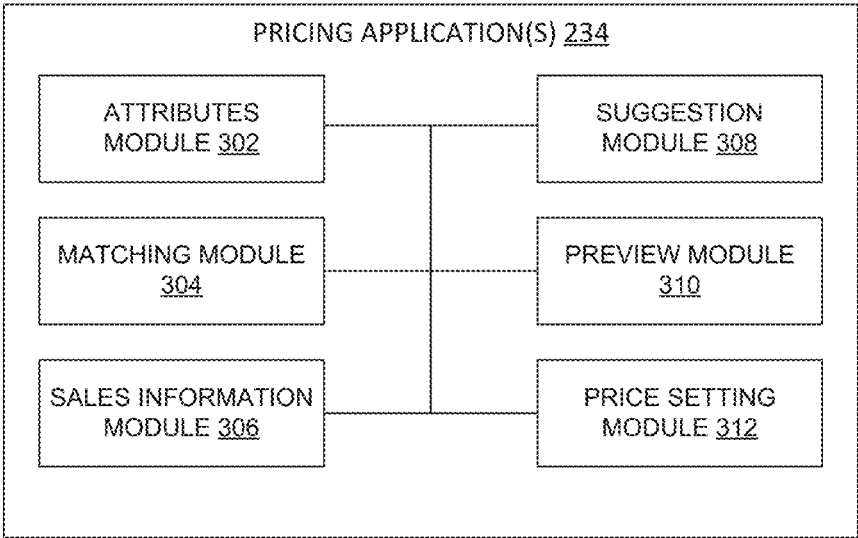 PRICING APPLICATION(S) 234
ATTRIBUTES
MODULE 302
SUGGESTION
MODULE 308
MATCHING MODULE
304
PREVIEW MODULE
310
SALES INFORMATION
MODULE 306
PRICE SETTING
MODULE 312